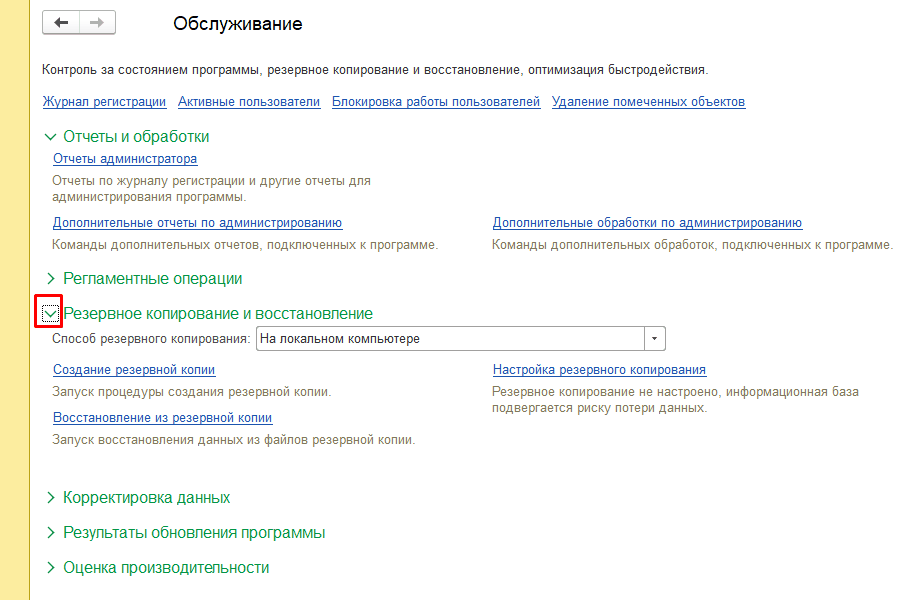 Обслуживание
Контроль за состоянием программы, резервное копирование и восстановление, оптимизация быстродействия.
Журнал регистрации Активные пользователи Блокировка работы пользователей Удаление помеченных объектов
Отчеты и обработки
Отчеты администратора
Отчеты по журналу регистрации и другие отчеты для
администрирования программы.
Дополнительные отчеты по администрированию Дополнительные обработки по администрированию
Команды дополнительных отчетов, подключенных к программе. Команды дополнительных обработок, подключенных к программе.
Регламентные операции
Резервное копирование и восстановление
Способ резервного копирования: На локальном компьютере
Создание резервной копии Настройка резервного копирования
Запуск процедуры создания резервной копии. Резервное копирование не настроено, информационная база
подвергается риску потери данных.
Восстановление из резервной копии
Запуск восстановления данных из файлов резервной копии.
Корректировка данных
Результаты обновления программы
Оценка производительности